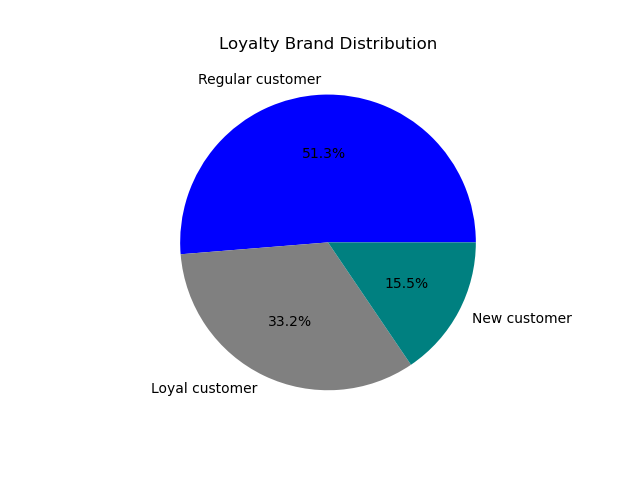 Loyalty Brand Distribution
Regular customer
51.3%
15.5%
New customer
33.2%
Loyal customer